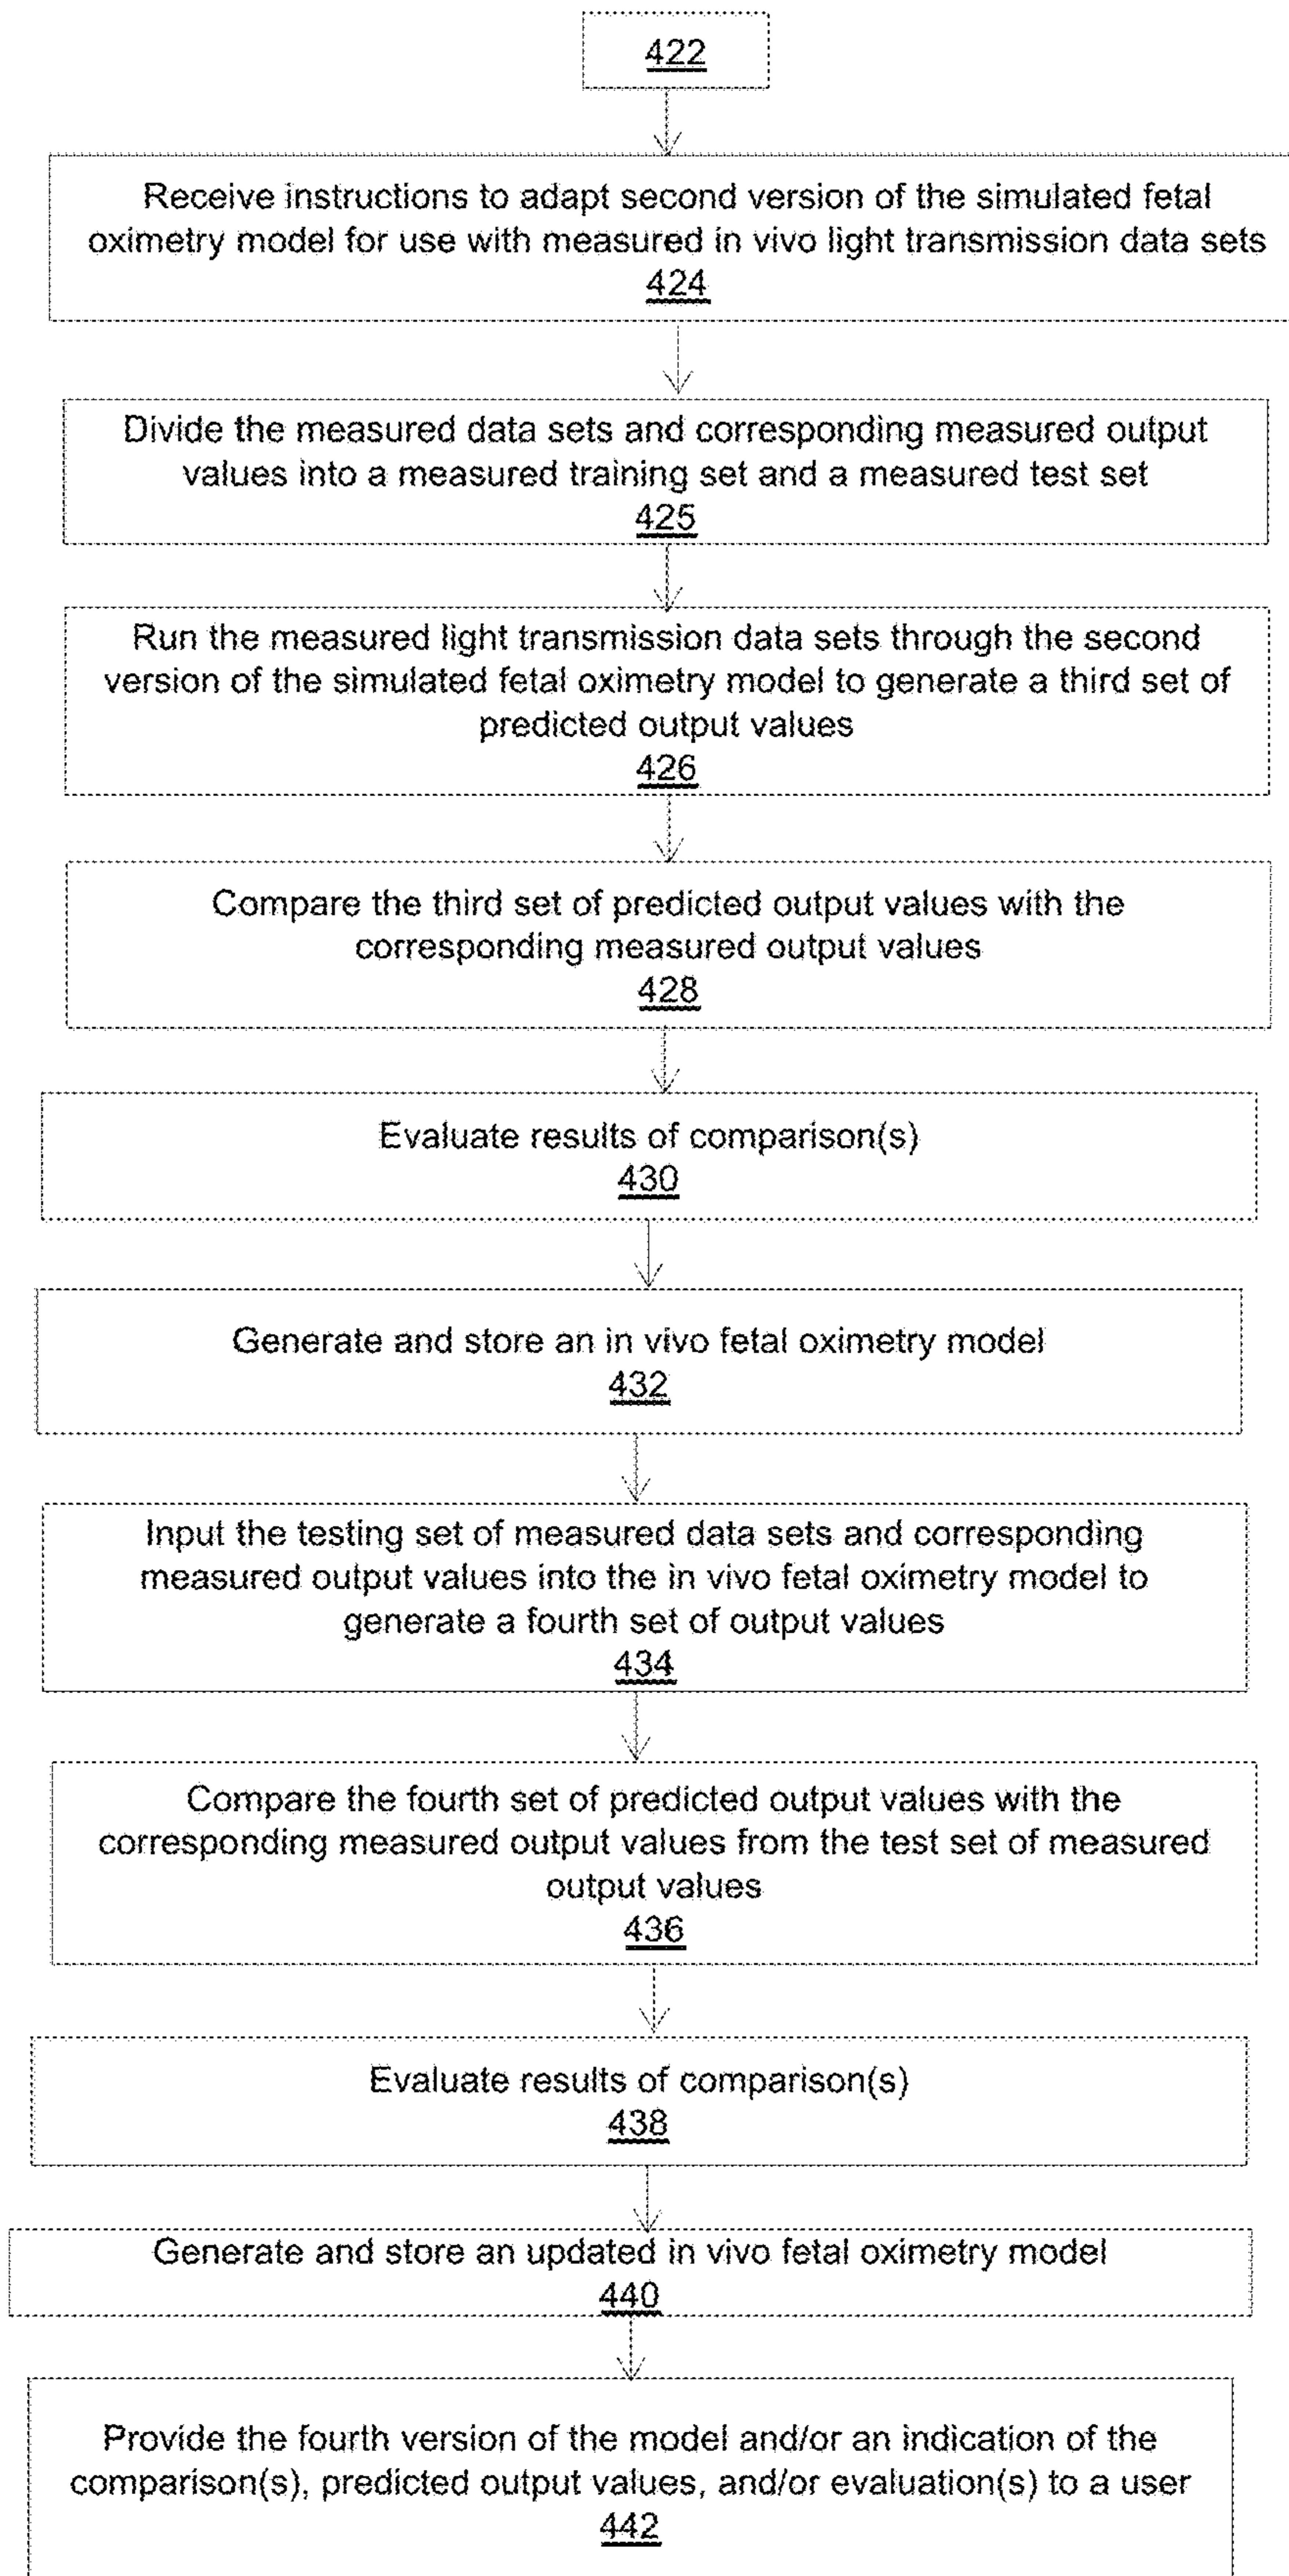 422
Receive instructions to adapt second version of the simulated fetal
oximetry model for use with measured in vivo light transmission data sets
424
Divide the measured data sets and corresponding measured output
values into a measured training set and a measured test set
425
Run the measured light transmission data sets through the second
version of the simulated fetal oximetry model to generate a third set of
predicted output values
426
Compare the third set of predicted output values with the
corresponding measured output values
428
Evaluate results of comparison(s)
430
Generate and store an in vivo fetal oximetry model
432
Input the testing set of measured data sets and corresponding
measured output values into the in vivo fetal oximetry model to
generate a fourth set of output values
434
Compare the fourth set of predicted output values with the
corresponding measured output values from the test set of measured
output values
436
Evaluate results of comparison(s)
438
Generate and store an updated in vivo fetal oximetry model
440
Provide the fourth version of the model and/or an indication of the
comparison(s), predicted output values, and/or evaluation(s) to a user
442